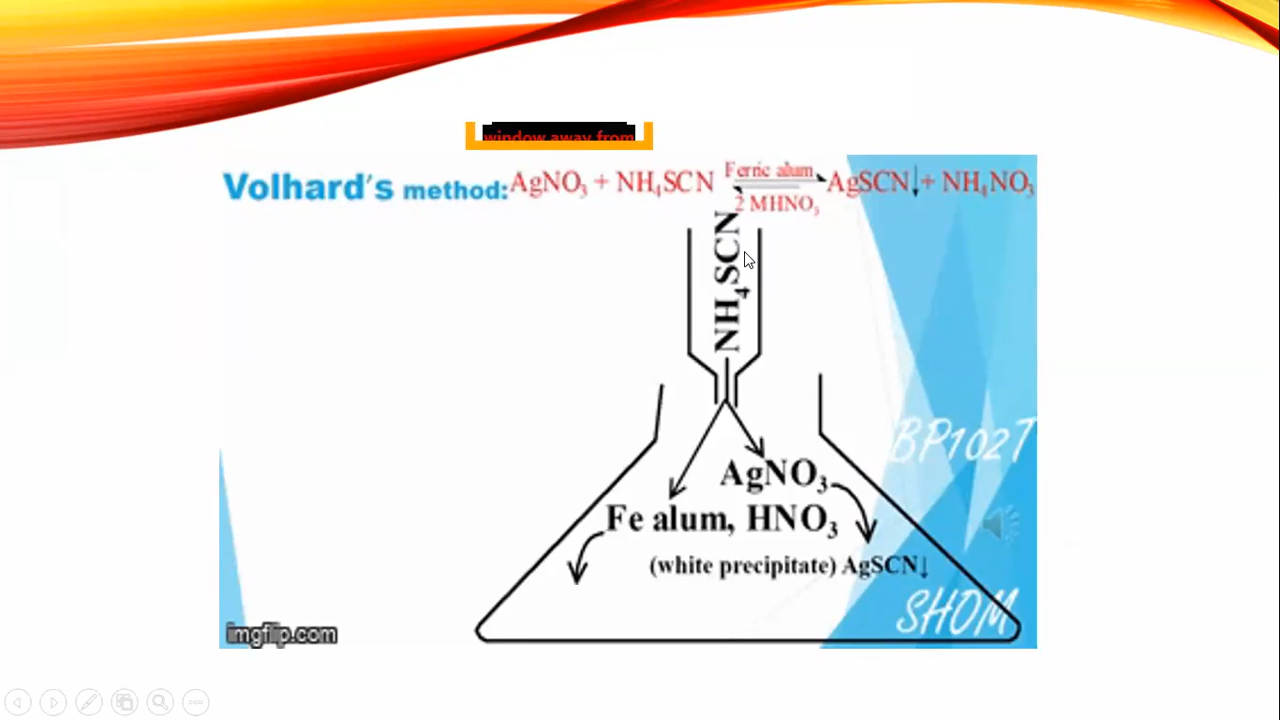 window away from
Volhard's method: AgNO₃ + NH₄SCN Ferric alum 2 MHNO₃ AgSCN↓ + NH₄NO₃
NH₄SCN
AgNO₃
Fe alum, HNO₃
(white precipitate) AgSCN↓
BP102T
SHOM
imgflip.com